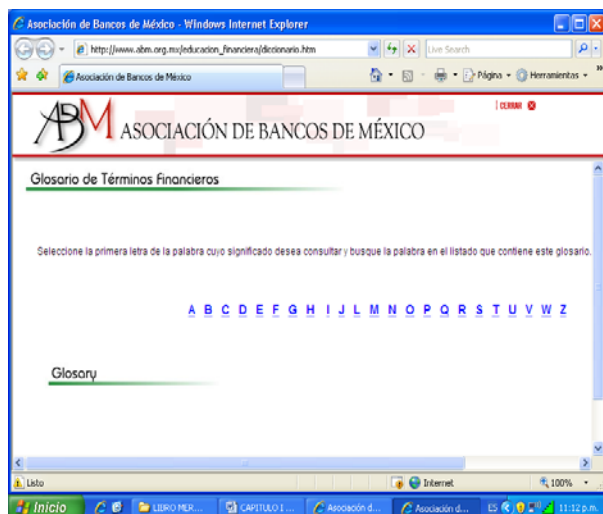 Asociación de Bancos de México - Windows Internet Explorer
http://www.abm.org.mx/educacion_financiera/diccionario.htm
Live Search
Asociación de Bancos de México
Página
Herramientas
»
CERRAR
ABM ASOCIACIÓN DE BANCOS DE MÉXICO
Glosario de Términos Financieros
Seleccione la primera letra de la palabra cuyo significado desea consultar y busque la palabra en el listado que contiene este glosario.
A B C D E F G H I J L M N O P Q R S T U V W Z
Glosary
Listo
Internet
100%
Inicio
LIBRO MER...
CAPITULO I ...
Asociación d...
Asociación d...
ES
11:12 p.m.